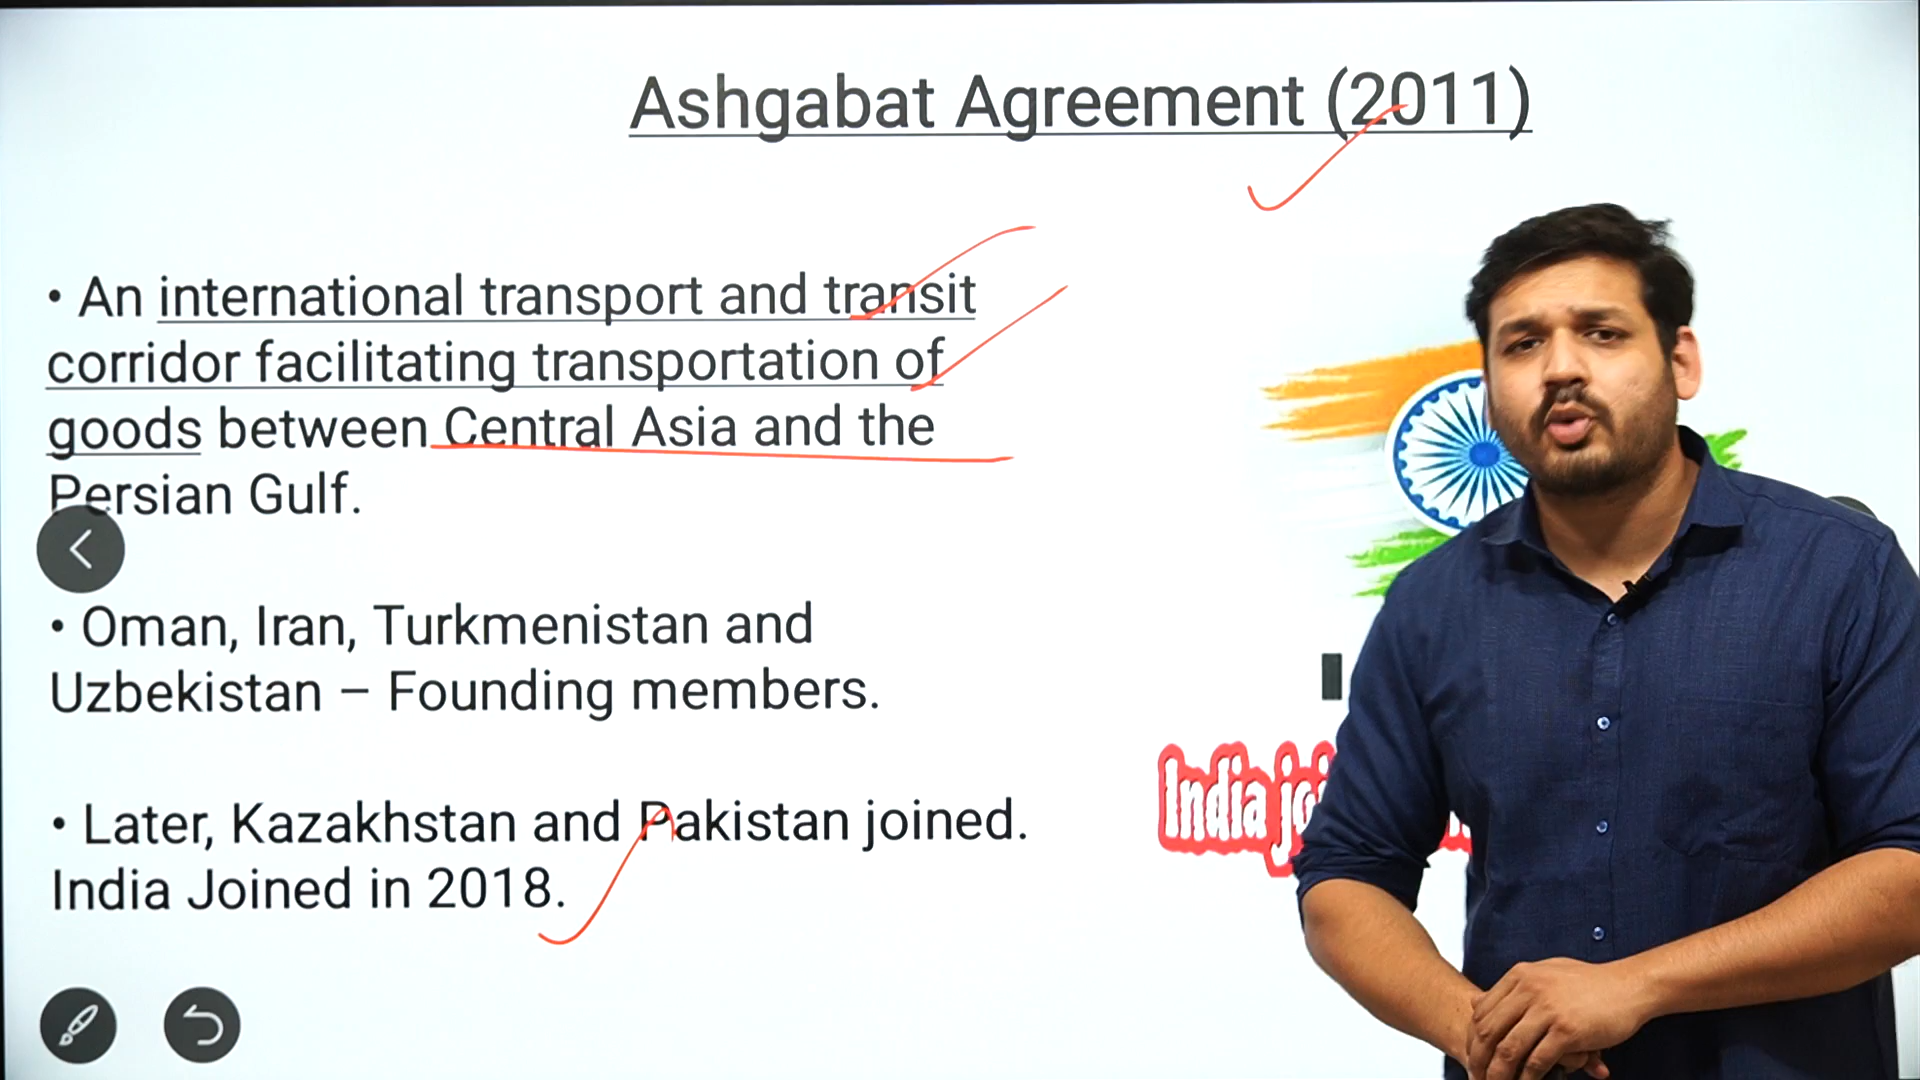 Ashgabat Agreement (2011)
• An international transport and transit
corridor facilitating transportation of
goods between Central Asia and the
Persian Gulf.
• Oman, Iran, Turkmenistan and
Uzbekistan – Founding members.
• Later, Kazakhstan and Pakistan joined.
India Joined in 2018.
India